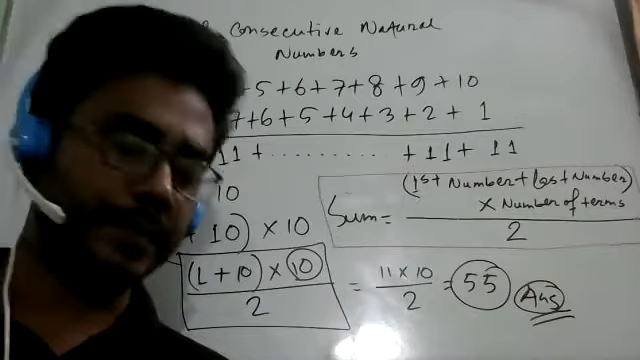 Consecutive Natural
Numbers
+5+6+7+8+9+10
7+6+5+4+3+2+1
11+..........+11+11
10
+10)×10
Sum=(1st Number+last Number)×Number of terms/2
(1+10)×10/2=11×10/2=55 Ans